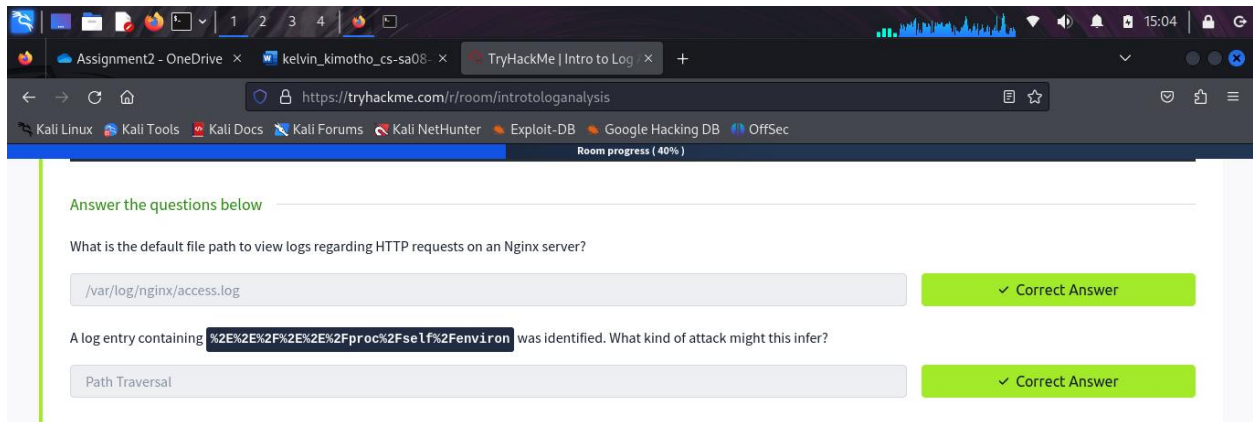 1 2 3 4 15:04
Assignment2 - OneDrive × kelvin_kimotho_cs-sa08- × TryHackMe | Intro to Log × +
https://tryhackme.com/r/room/introtologanalysis
Kali Linux Kali Tools Kali Docs Kali Forums Kali NetHunter Exploit-DB Google Hacking DB OffSec
Room progress ( 40% )
Answer the questions below
What is the default file path to view logs regarding HTTP requests on an Nginx server?
/var/log/nginx/access.log ✓ Correct Answer
A log entry containing %2E%2E%2F%2E%2E%2Fproc%2Fself%2Fenviron was identified. What kind of attack might this infer?
Path Traversal ✓ Correct Answer